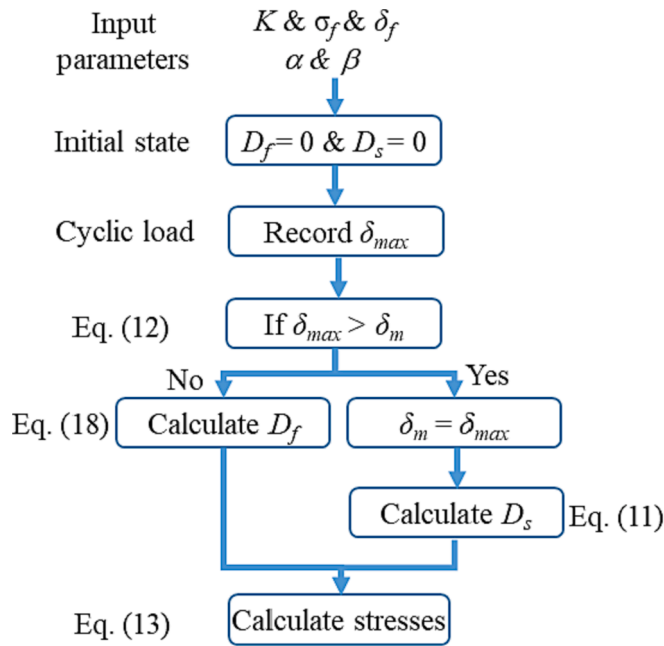 Input
parameters
K & σf & δf
α & β
Initial state
Df = 0 & Ds = 0
Cyclic load
Record δmax
Eq. (12)
If δmax > δm
No
Yes
Eq. (18)
Calculate Df
δm = δmax
Calculate Ds
Eq. (11)
Eq. (13)
Calculate stresses